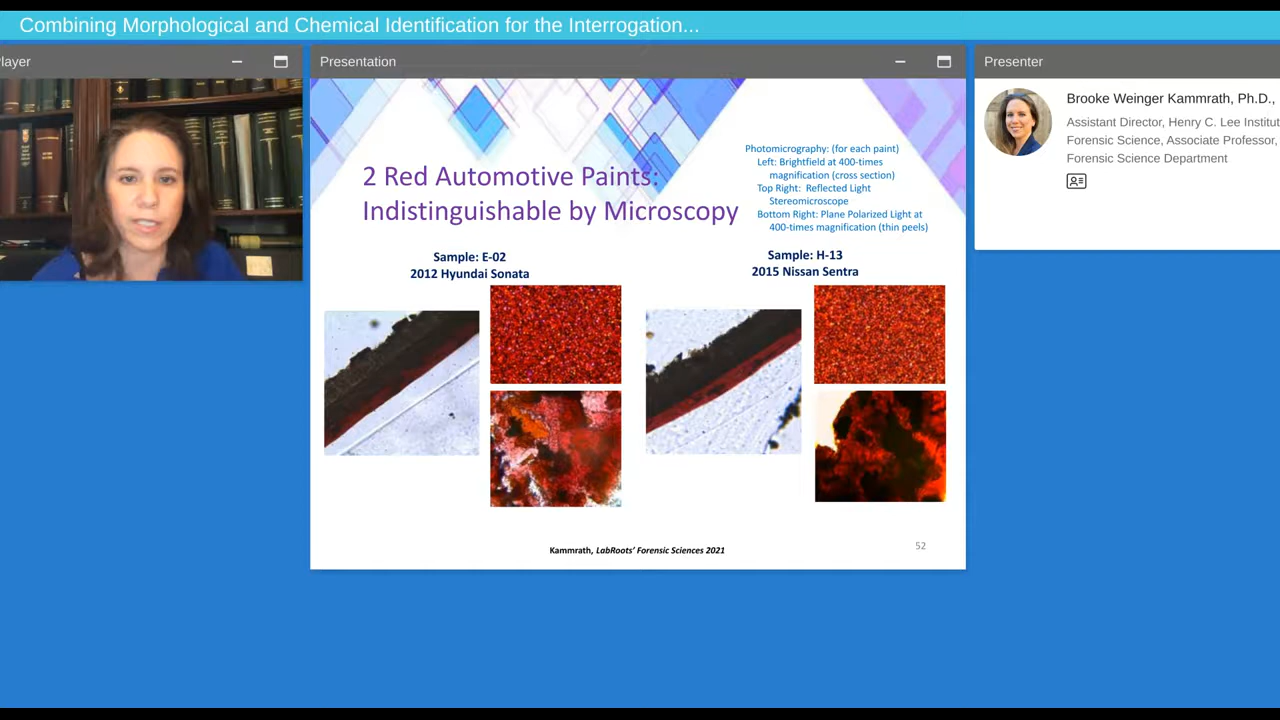 Combining Morphological and Chemical Identification for the Interrogation...
layer
Presentation
Presenter
Brooke Weinger Kammrath, Ph.D.,
Assistant Director, Henry C. Lee Institut
Forensic Science, Associate Professor,
Forensic Science Department
2 Red Automotive Paints:
Indistinguishable by Microscopy
Photomicrography: (for each paint)
Left: Brightfield at 400-times
magnification (cross section)
Top Right: Reflected Light
Stereomicroscope
Bottom Right: Plane Polarized Light at
400-times magnification (thin peels)
Sample: E-02
2012 Hyundai Sonata
Sample: H-13
2015 Nissan Sentra
Kammrath, LabRoots' Forensic Sciences 2021
52